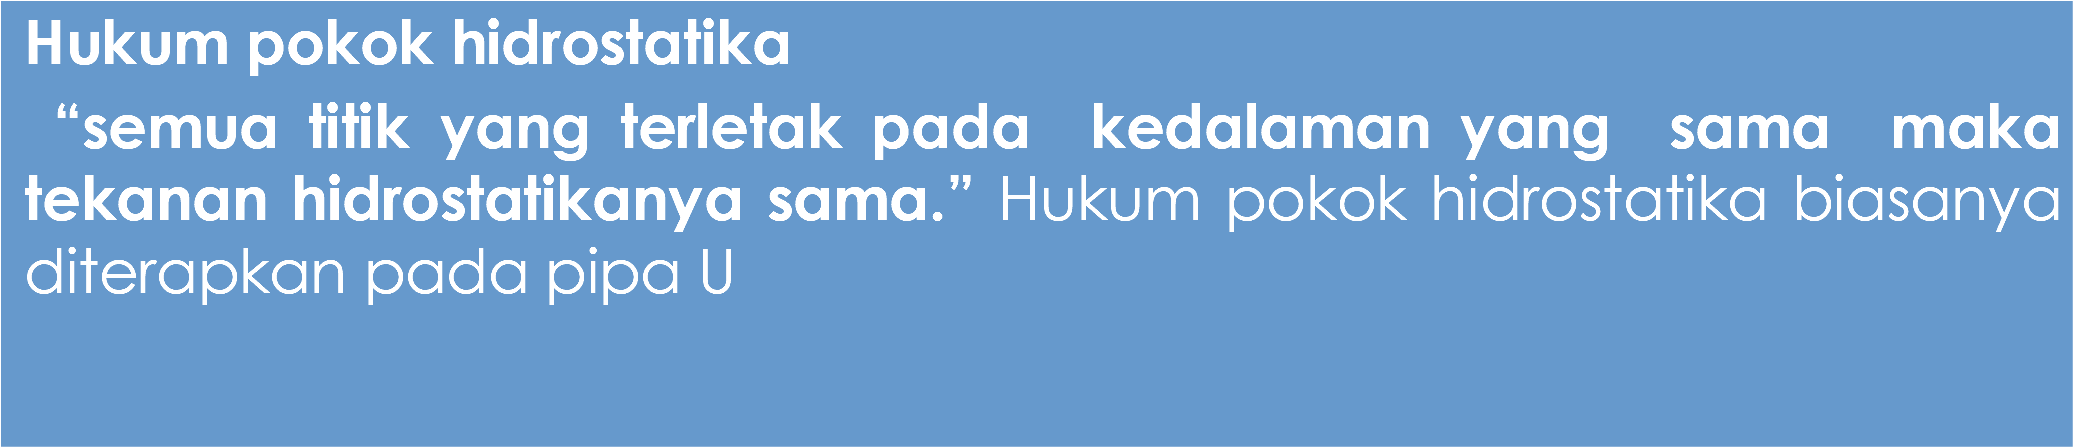 Hukum pokok hidrostatika
“semua titik yang terletak pada kedalaman yang sama maka
tekanan hidrostatikanya sama.” Hukum pokok hidrostatika biasanya
diterapkan pada pipa U